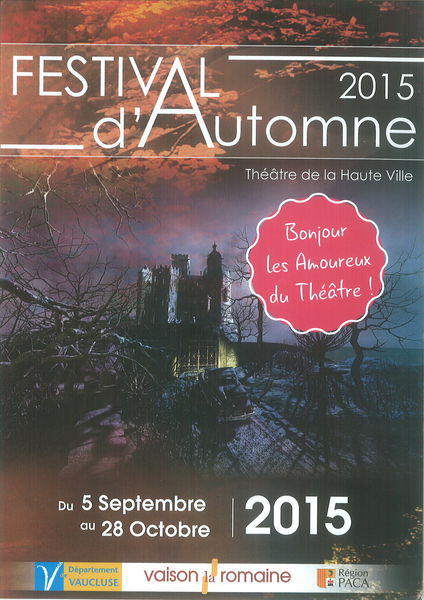 FESTIVAL
d'Automne
2015
Théâtre de la Haute Ville
Bonjour
les Amoureux
du Théâtre !
Du 5 Septembre
au 28 Octobre
2015
Département
de VAUCLUSE
vaison la romaine
Région
PACA